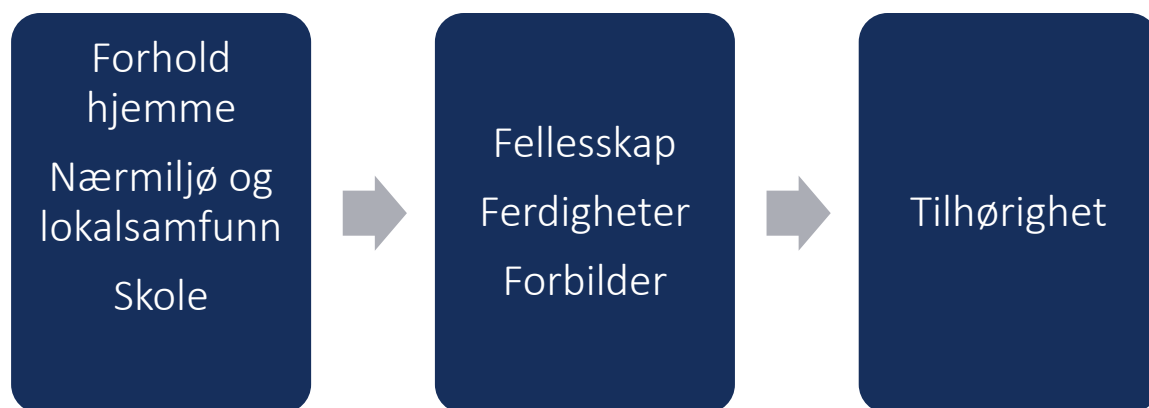 Forhold
hjemme
Nærmiljø og
lokalsamfunn
Skole
Fellesskap
Ferdigheter
Forbilder
Tilhørighet